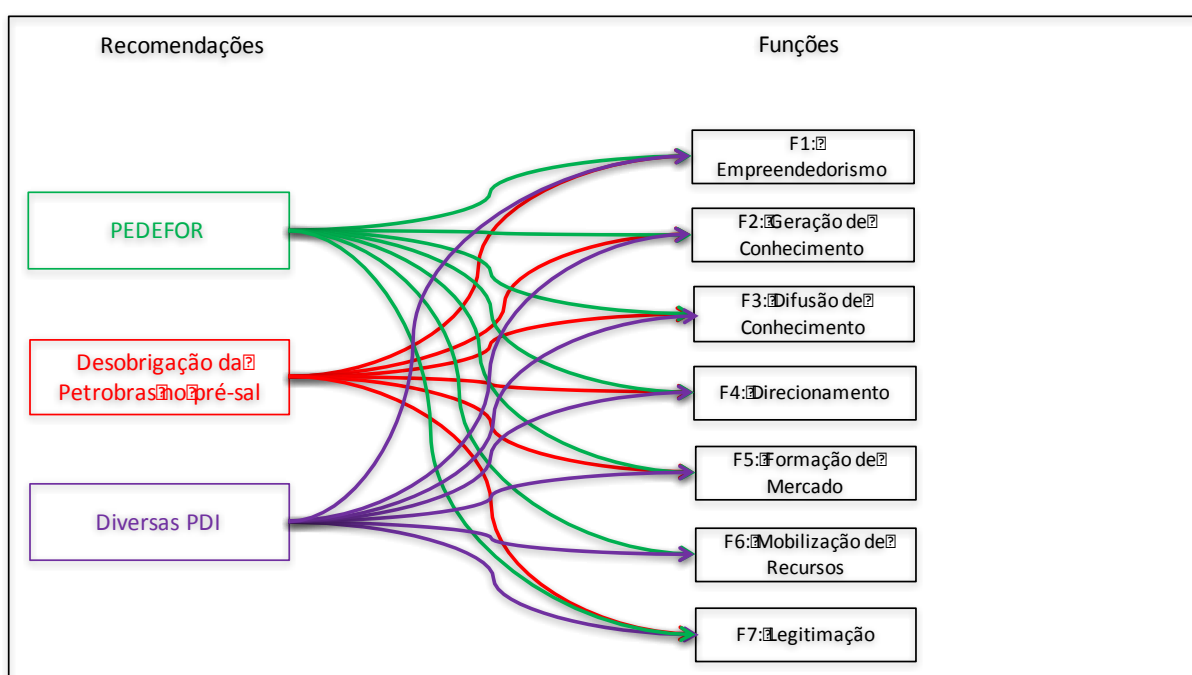 Recomendações
Funções
PEDEFOR
Desobrigação da
Petrobras no pré-sal
Diversas PDI
F1:
Empreendedorismo
F2: Geração de
Conhecimento
F3: Difusão de
Conhecimento
F4: Direcionamento
F5: Formação de
Mercado
F6: Mobilização de
Recursos
F7: Legitimação